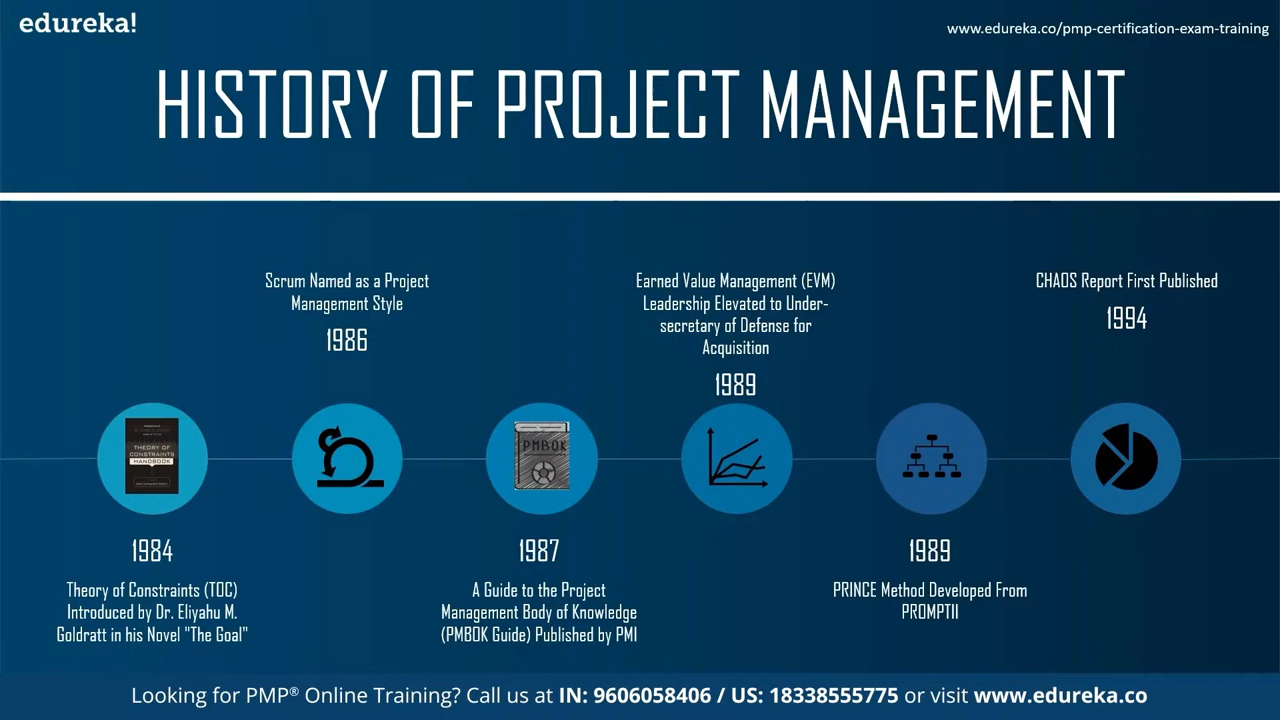 edureka!
www.edureka.co/pmp-certification-exam-training
HISTORY OF PROJECT MANAGEMENT
Scrum Named as a Project
Management Style
1986
Earned Value Management (EVM)
Leadership Elevated to Under-
secretary of Defense for
Acquisition
1989
CHAOS Report First Published
1994
THEORY OF
CONSTRAINTS
HANDBOOK
PMBOK
1984
Theory of Constraints (TOC)
Introduced by Dr. Eliyahu M.
Goldratt in his Novel "The Goal"
1987
A Guide to the Project
Management Body of Knowledge
(PMBOK Guide) Published by PMI
1989
PRINCE Method Developed From
PROMPTII
Looking for PMP® Online Training? Call us at IN: 9606058406 / US: 18338555775 or visit www.edureka.co